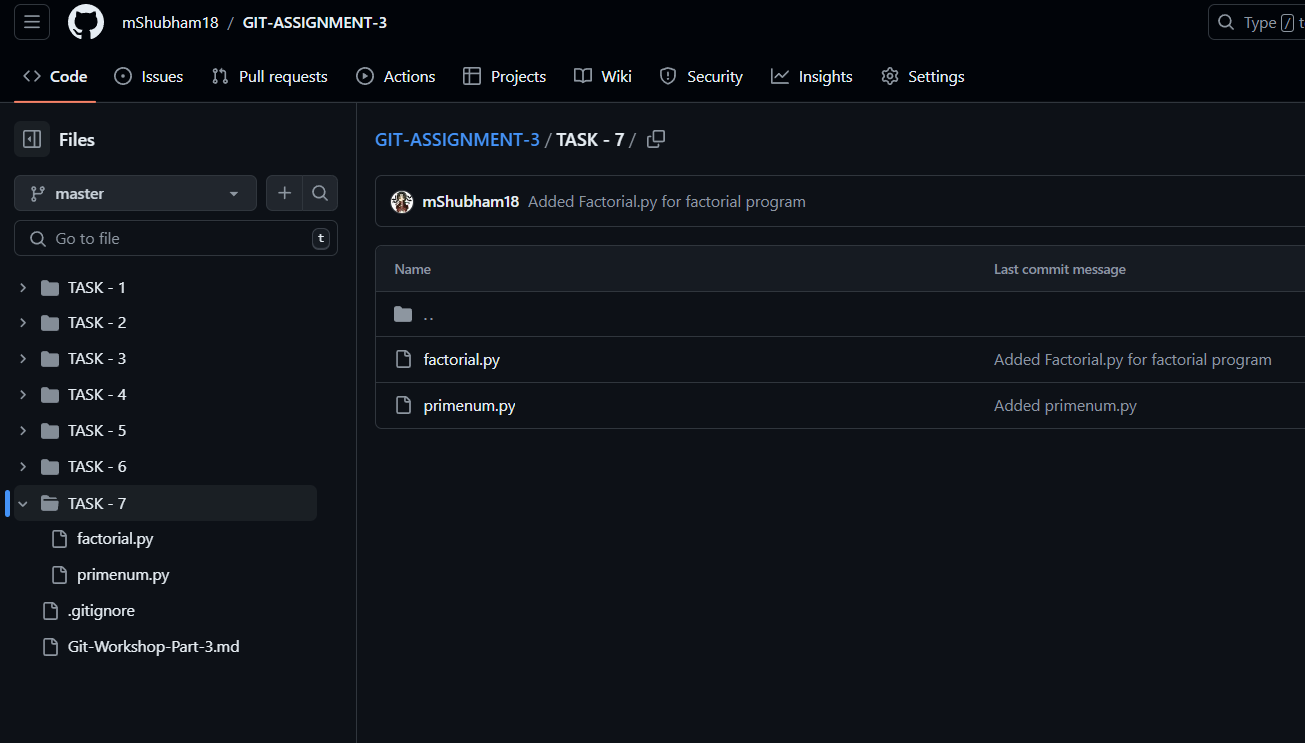 mShubham18 / GIT-ASSIGNMENT-3
Type / t
Code Issues Pull requests Actions Projects Wiki Security Insights Settings
Files
master
Go to file t
TASK - 1
TASK - 2
TASK - 3
TASK - 4
TASK - 5
TASK - 6
TASK - 7
factorial.py
primenum.py
.gitignore
Git-Workshop-Part-3.md
GIT-ASSIGNMENT-3 / TASK - 7 /
mShubham18 Added Factorial.py for factorial program
Name Last commit message
..
factorial.py Added Factorial.py for factorial program
primenum.py Added primenum.py